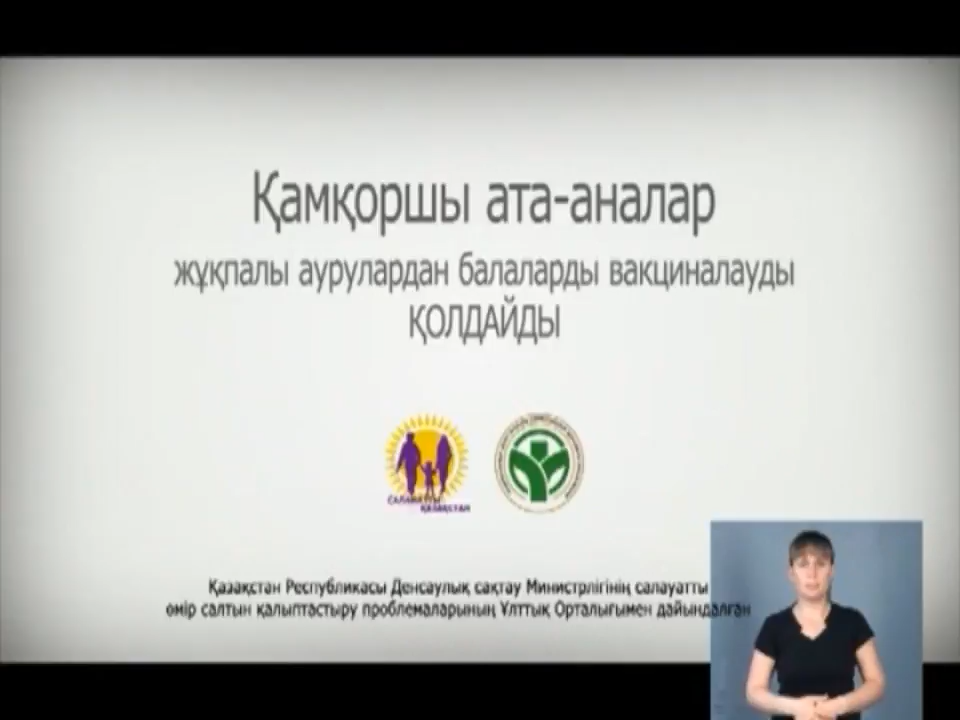 Қамқоршы ата-аналар
жұқпалы аурулардан балаларды вакциналауды
ҚОЛДАЙДЫ
САЛАМАТТЫ
ҚАЗАҚСТАН
Қазақстан Республикасы Денсаулық сақтау Министрлігінің салауатты
өмір салтын қалыптастыру проблемаларының Ұлттық Орталығымен дайындалған